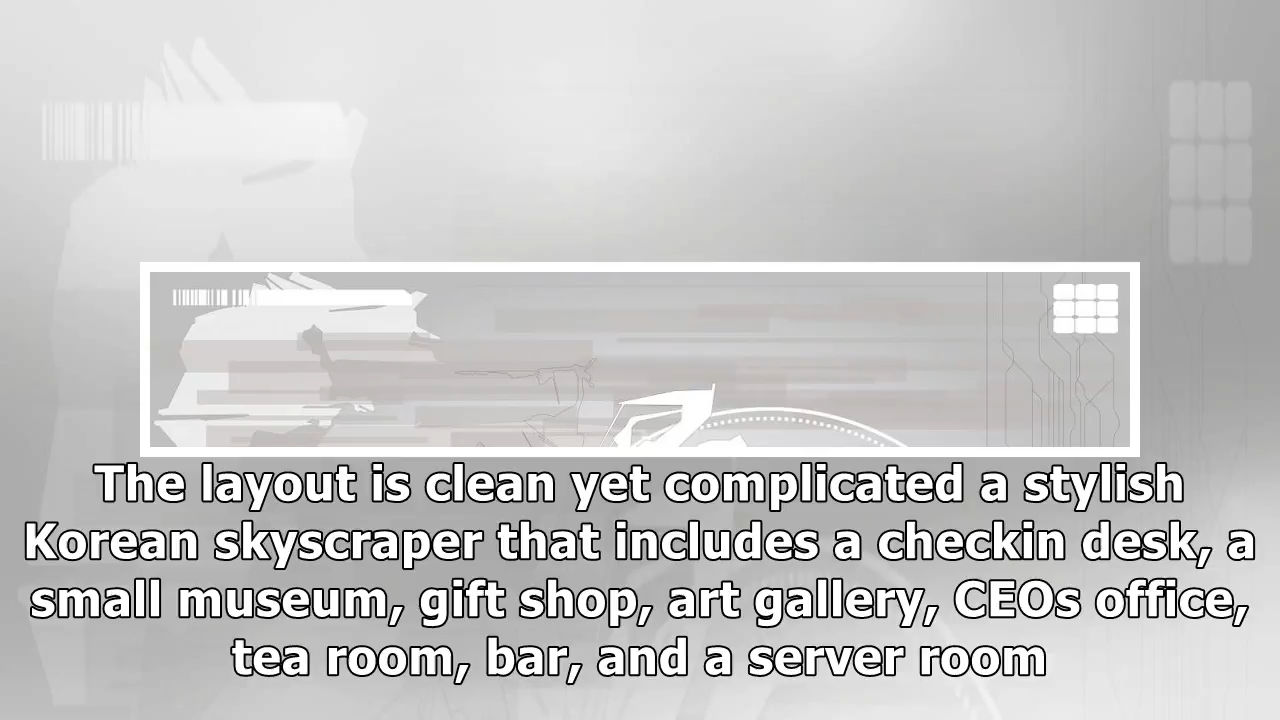 The layout is clean yet complicated a stylish
Korean skyscraper that includes a checkin desk, a
small museum, gift shop, art gallery, CEOs office,
tea room, bar, and a server room